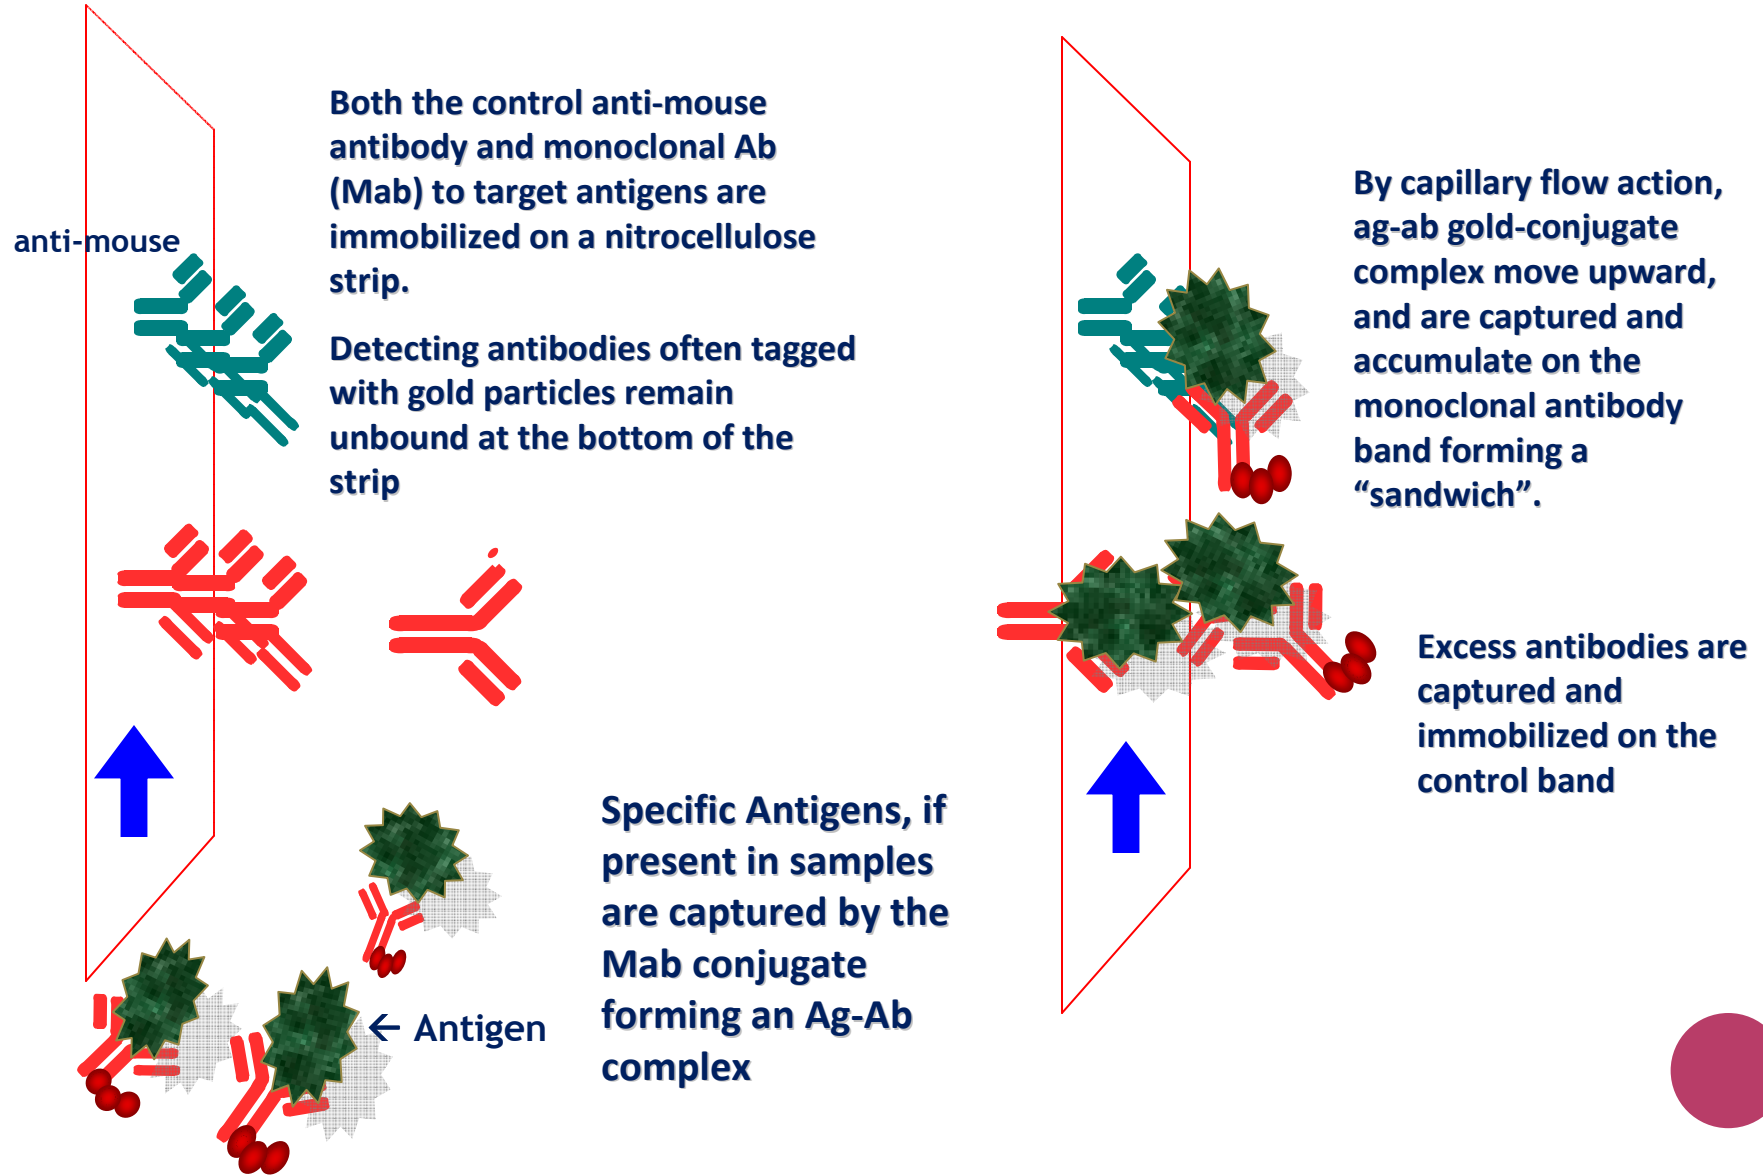 Both the control anti-mouse
antibody and monoclonal Ab
(Mab) to target antigens are
immobilized on a nitrocellulose
strip.
anti-mouse
Detecting antibodies often tagged
with gold particles remain
unbound at the bottom of the
strip
Specific Antigens, if
present in samples
are captured by the
Mab conjugate
forming an Ag-Ab
complex
← Antigen
By capillary flow action,
ag-ab gold-conjugate
complex move upward,
and are captured and
accumulate on the
monoclonal antibody
band forming a
“sandwich”.
Excess antibodies are
captured and
immobilized on the
control band